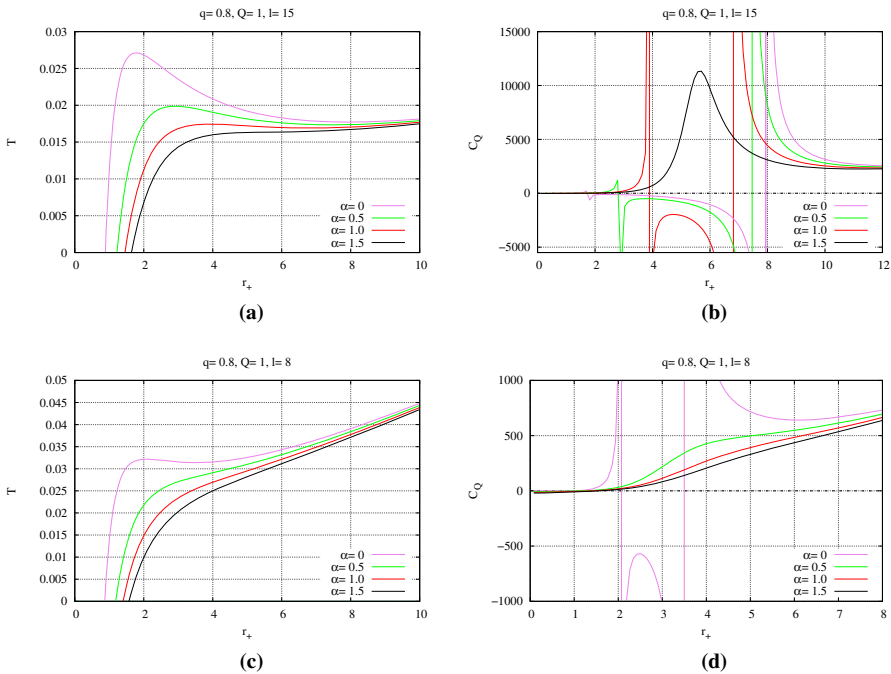 q= 0.8, Q= 1, l= 15
T
0.03
0.025
0.02
0.015
0.01
0.005
0
0 2 4 6 8 10
r+
α= 0
α= 0.5
α= 1.0
α= 1.5
(a)
q= 0.8, Q= 1, l= 15
C_Q
15000
10000
5000
0
−5000
0 2 4 6 8 10 12
r+
α= 0
α= 0.5
α= 1.0
α= 1.5
(b)
q= 0.8, Q= 1, l= 8
T
0.05
0.045
0.04
0.035
0.03
0.025
0.02
0.015
0.01
0.005
0
0 2 4 6 8 10
r+
α= 0
α= 0.5
α= 1.0
α= 1.5
(c)
q= 0.8, Q= 1, l= 8
C_Q
1000
500
0
−500
−1000
0 1 2 3 4 5 6 7 8
r+
α= 0
α= 0.5
α= 1.0
α= 1.5
(d)